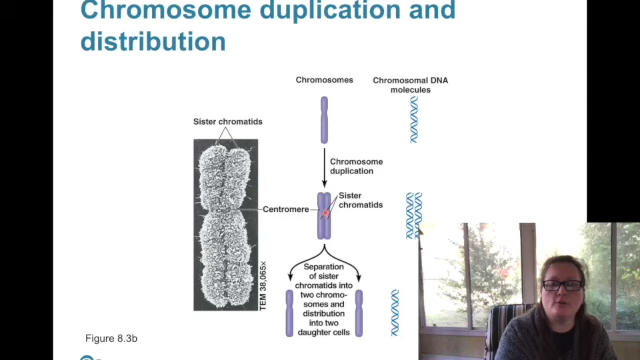 Chromosome duplication and
distribution
Chromosomes
Chromosomal DNA
molecules
Sister chromatids
Chromosome
duplication
Sister
chromatids
Centromere
TEM 38,065x
Separation
of sister
chromatids into
two chromo-
somes and
distribution
into two
daughter cells
Figure 8.3b